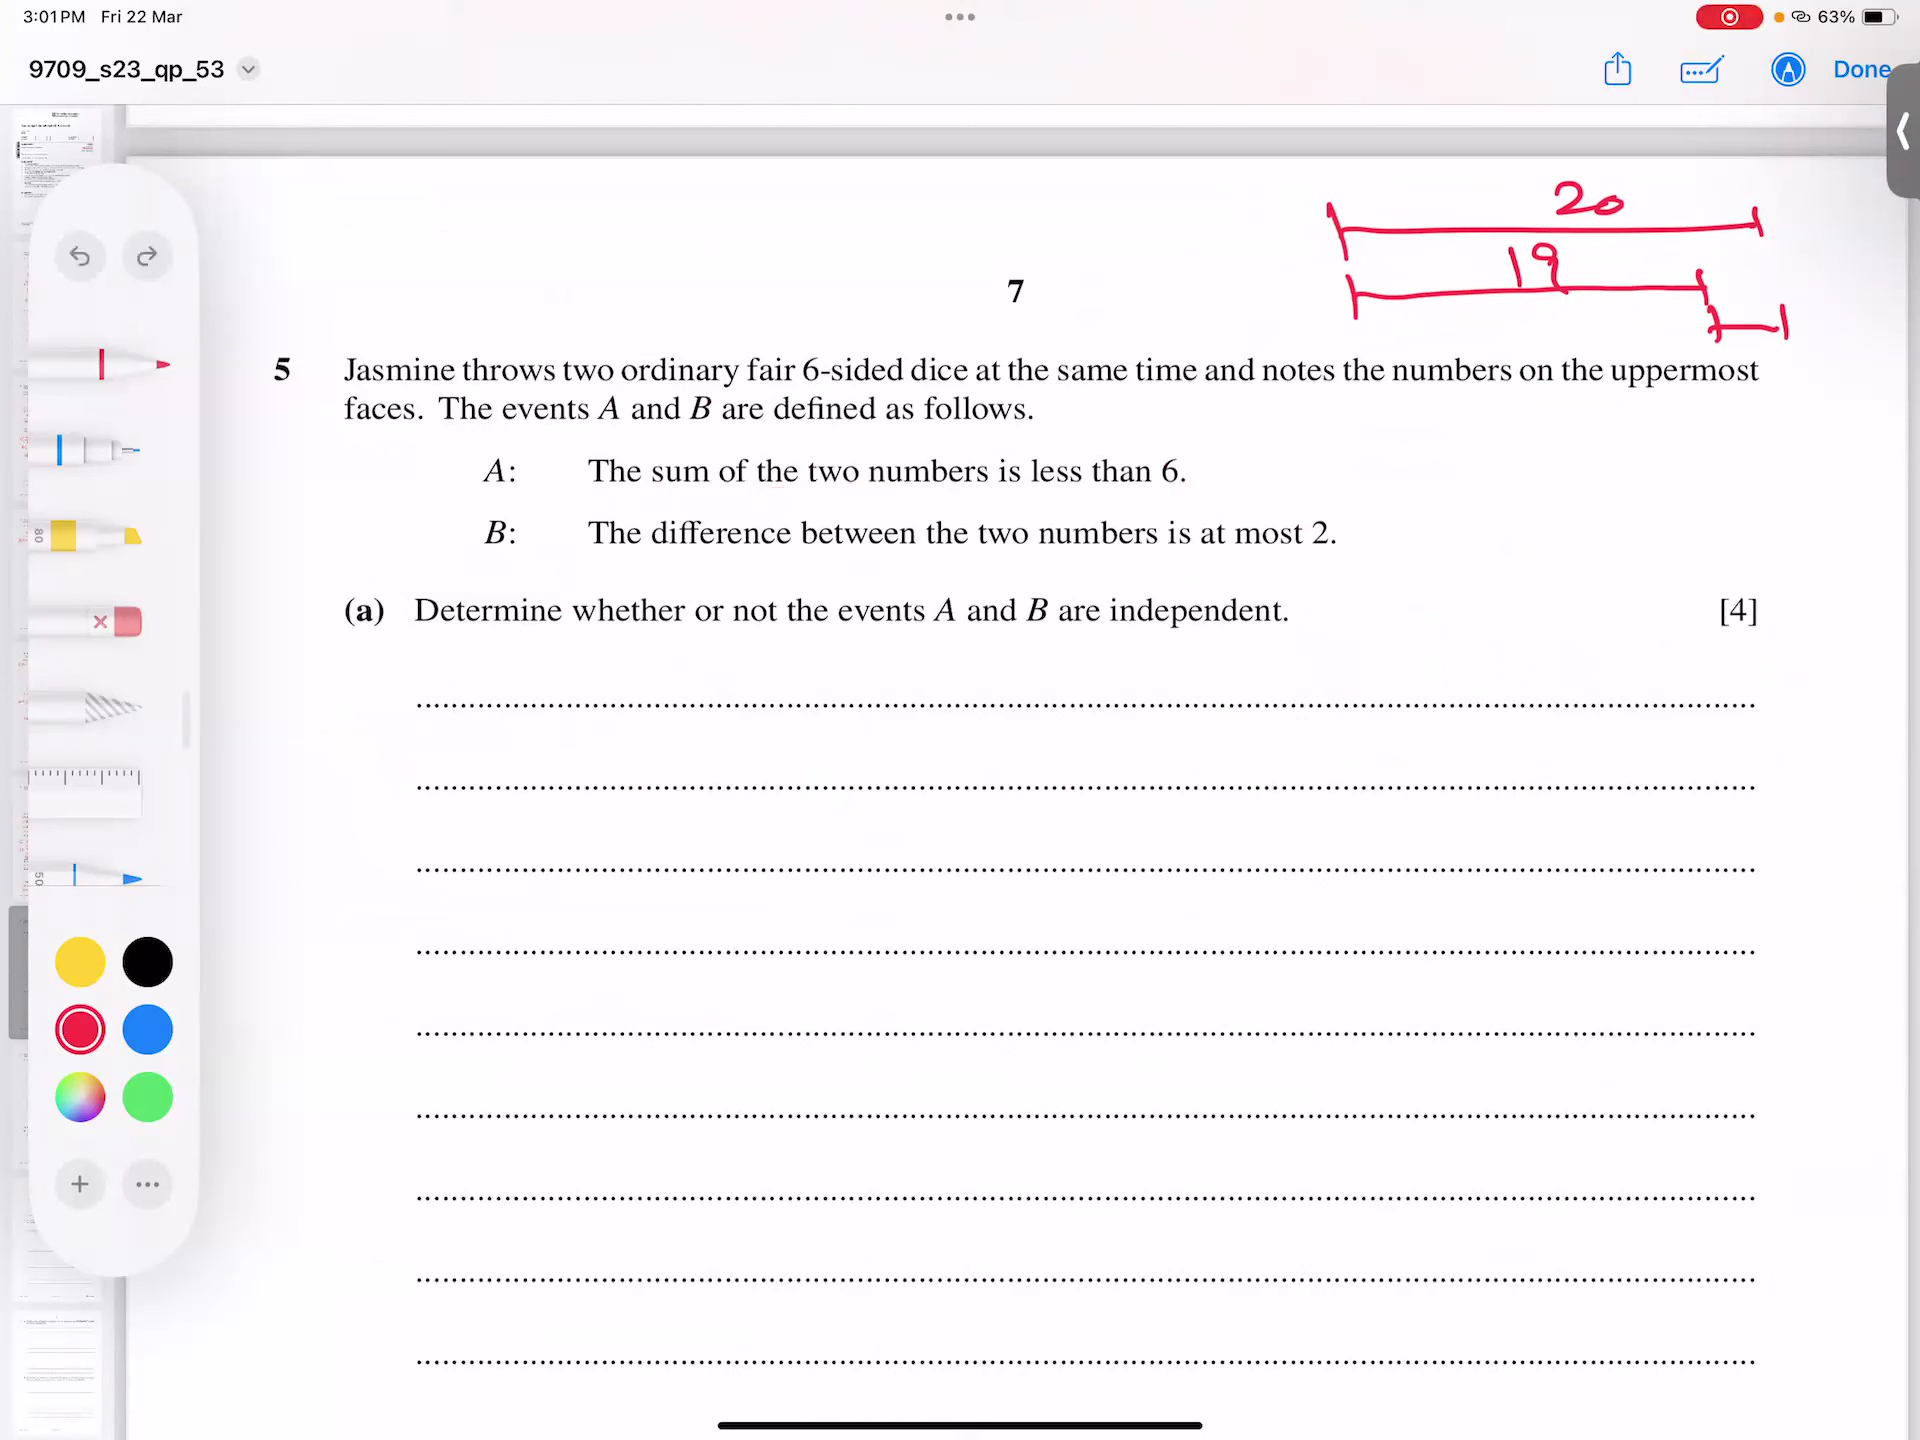 3:01 PM Fri 22 Mar
63%
9709_s23_qp_53
Done
20
19
7
5 Jasmine throws two ordinary fair 6-sided dice at the same time and notes the numbers on the uppermost
faces. The events A and B are defined as follows.
A: The sum of the two numbers is less than 6.
B: The difference between the two numbers is at most 2.
(a) Determine whether or not the events A and B are independent. [4]
80
50